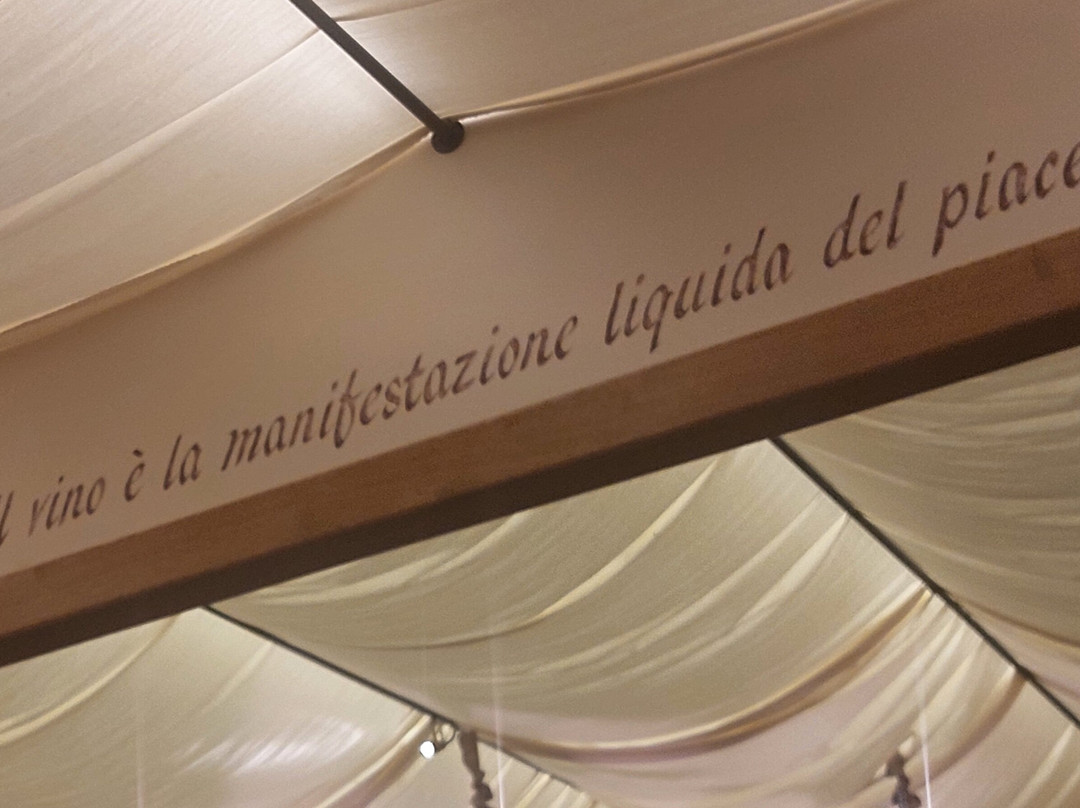 l vino è la manifestazione liquida del piace